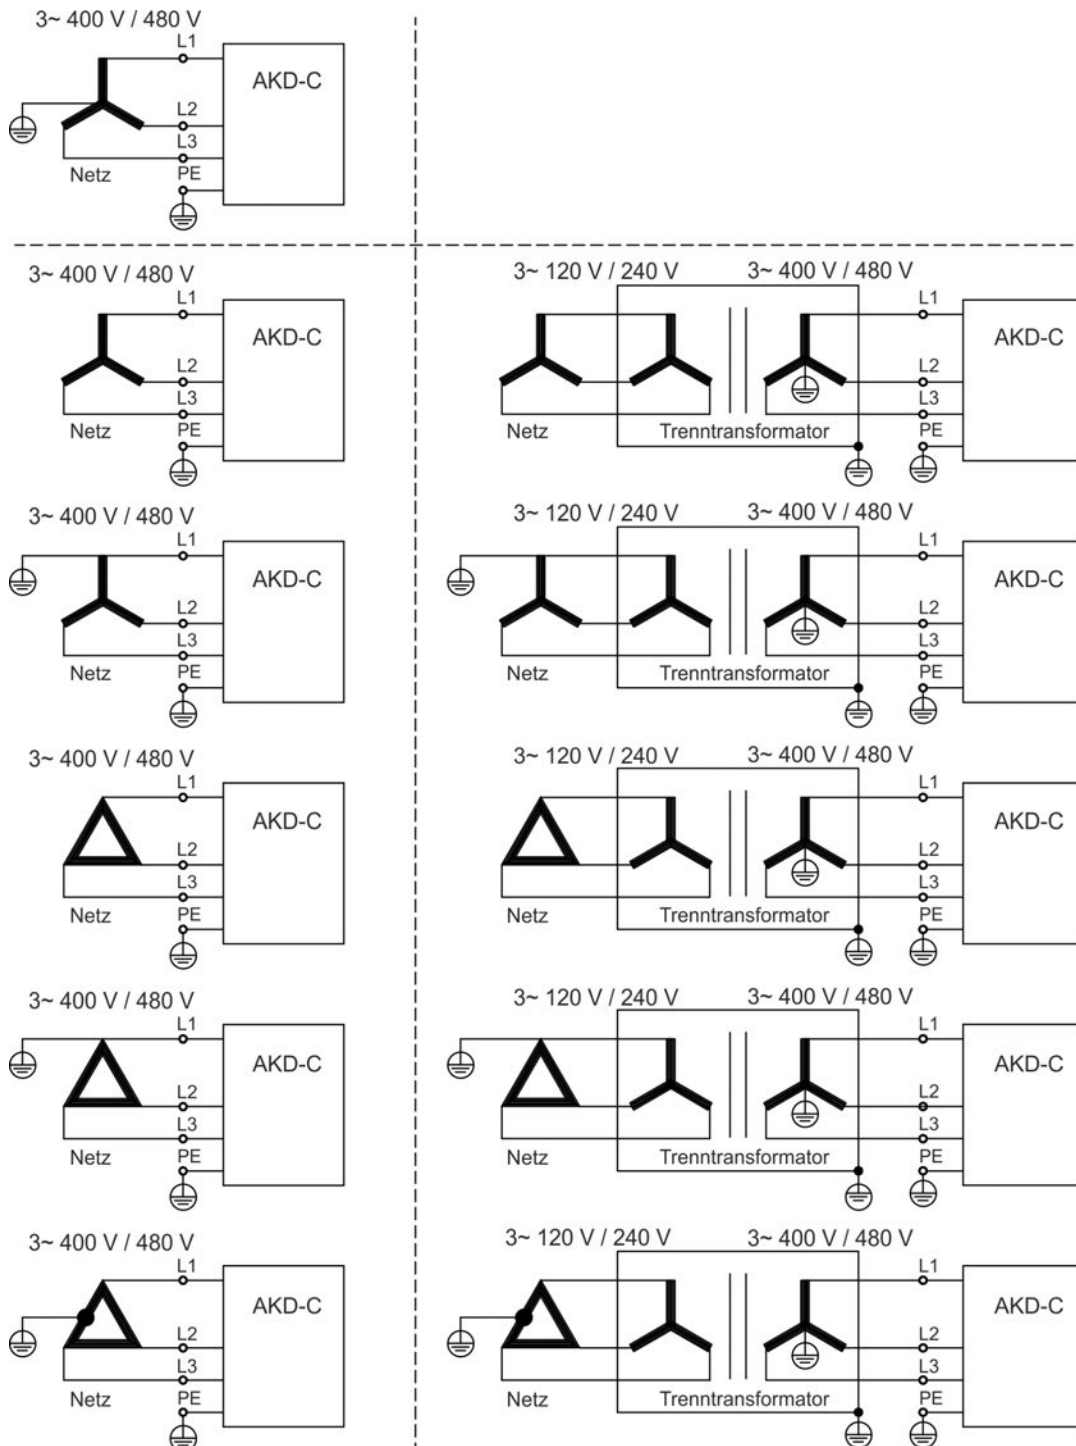 3~ 400 V / 480 V
L1
AKD-C
L2
L3
Netz
PE
3~ 400 V / 480 V
L1
AKD-C
L2
L3
Netz
PE
3~ 120 V / 240 V
3~ 400 V / 480 V
L1
AKD-C
L2
L3
Netz
Trenntransformator
PE
3~ 400 V / 480 V
L1
AKD-C
L2
L3
Netz
PE
3~ 120 V / 240 V
3~ 400 V / 480 V
L1
AKD-C
L2
L3
Netz
Trenntransformator
PE
3~ 400 V / 480 V
L1
AKD-C
L2
L3
Netz
PE
3~ 120 V / 240 V
3~ 400 V / 480 V
L1
AKD-C
L2
L3
Netz
Trenntransformator
PE
3~ 400 V / 480 V
L1
AKD-C
L2
L3
Netz
PE
3~ 120 V / 240 V
3~ 400 V / 480 V
L1
AKD-C
L2
L3
Netz
Trenntransformator
PE
3~ 400 V / 480 V
L1
AKD-C
L2
L3
Netz
PE
3~ 120 V / 240 V
3~ 400 V / 480 V
L1
AKD-C
L2
L3
Netz
Trenntransformator
PE